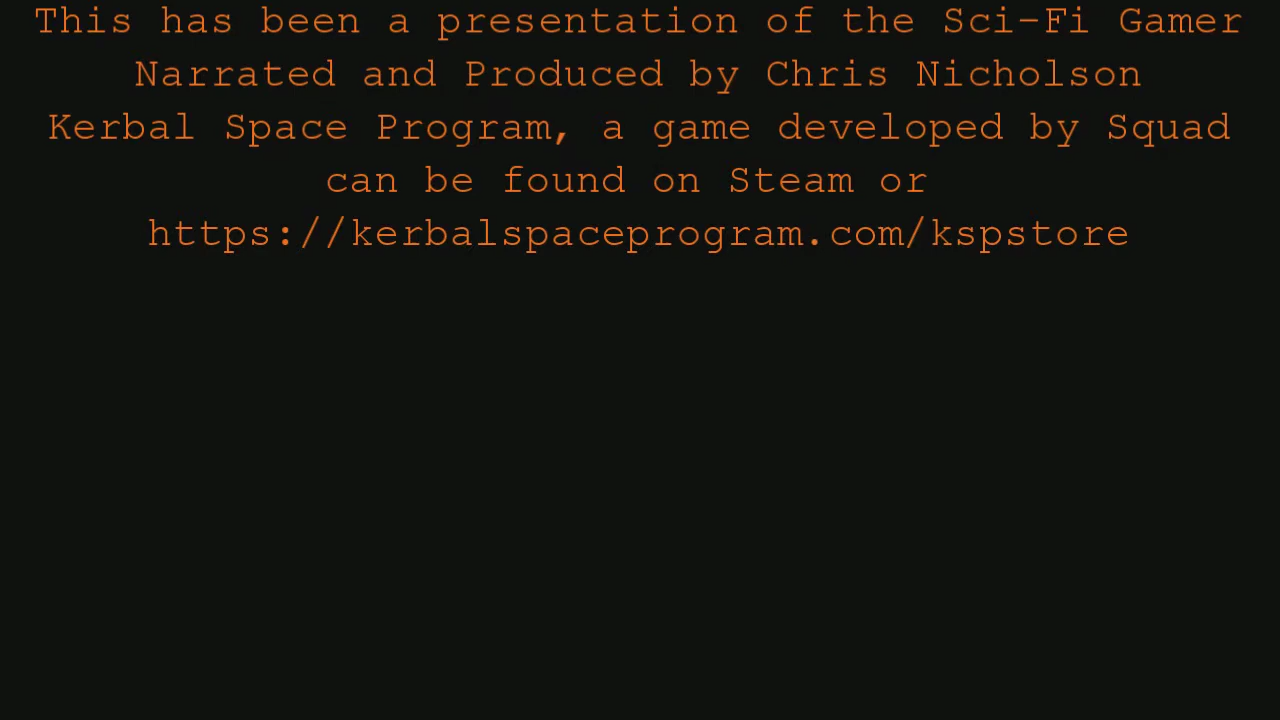 This has been a presentation of the Sci-Fi Gamer
Narrated and Produced by Chris Nicholson
Kerbal Space Program, a game developed by Squad
can be found on Steam or
https://kerbalspaceprogram.com/kspstore